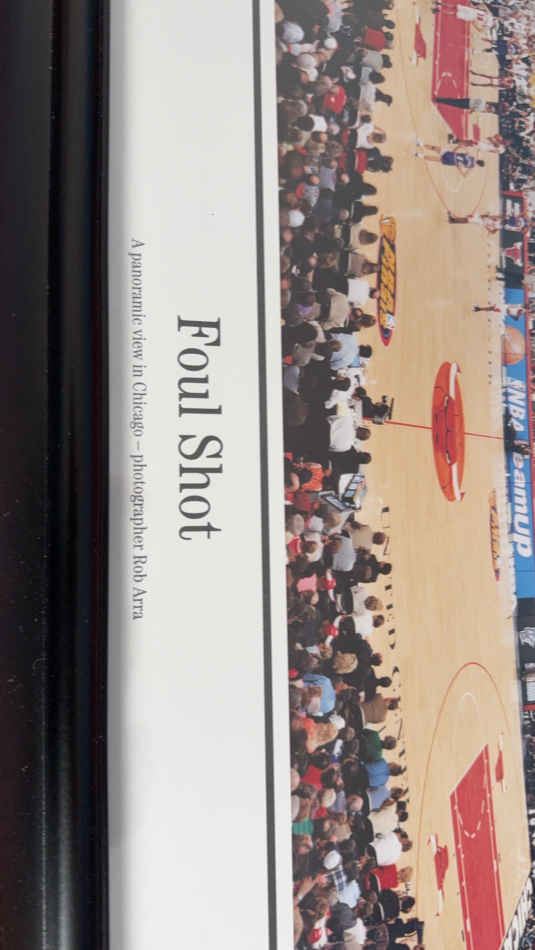 Foul Shot
A panoramic view in Chicago – photographer Rob Arra
NBA